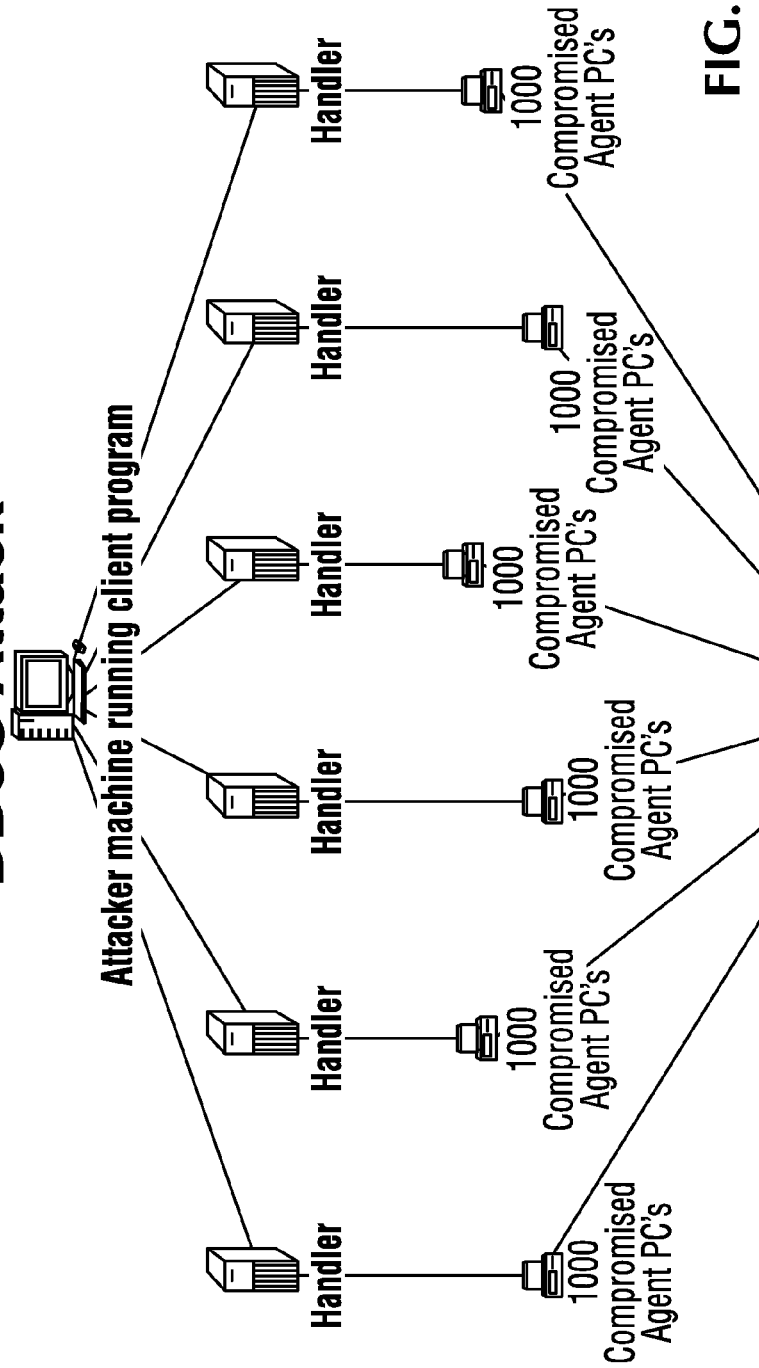 Attacker machine running client program
Handler
Handler
Handler
Handler
Handler
Handler
1000
Compromised
Agent PC's
1000
Compromised
Agent PC's
1000
Compromised
Agent PC's
1000
Compromised
Agent PC's
1000
Compromised
Agent PC's
1000
Compromised
Agent PC's
FIG.